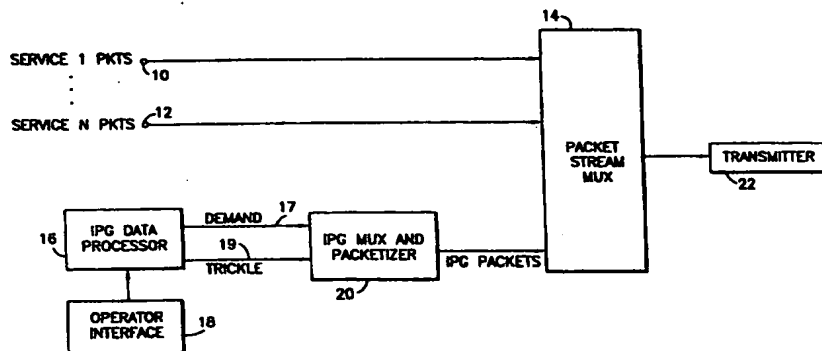 14
SERVICE 1 PKTS
10
SERVICE N PKTS
12
PACKET
STREAM
MUX
TRANSMITTER
22
DEMAND
17
16
IPG DATA
PROCESSOR
19
TRICKLE
IPG MUX AND
PACKETIZER
20
IPG PACKETS
OPERATOR
INTERFACE
18